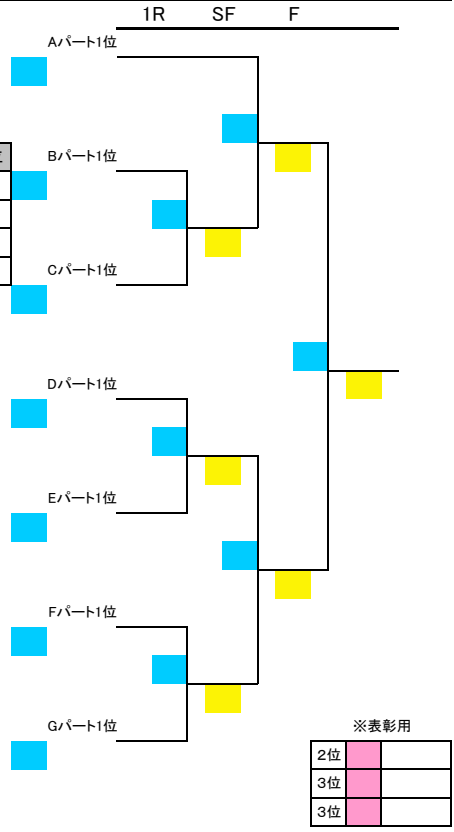 1R SF F
Aパート1位
Bパート1位
Cパート1位
Dパート1位
Eパート1位
Fパート1位
Gパート1位
※表彰用
2位
3位
3位